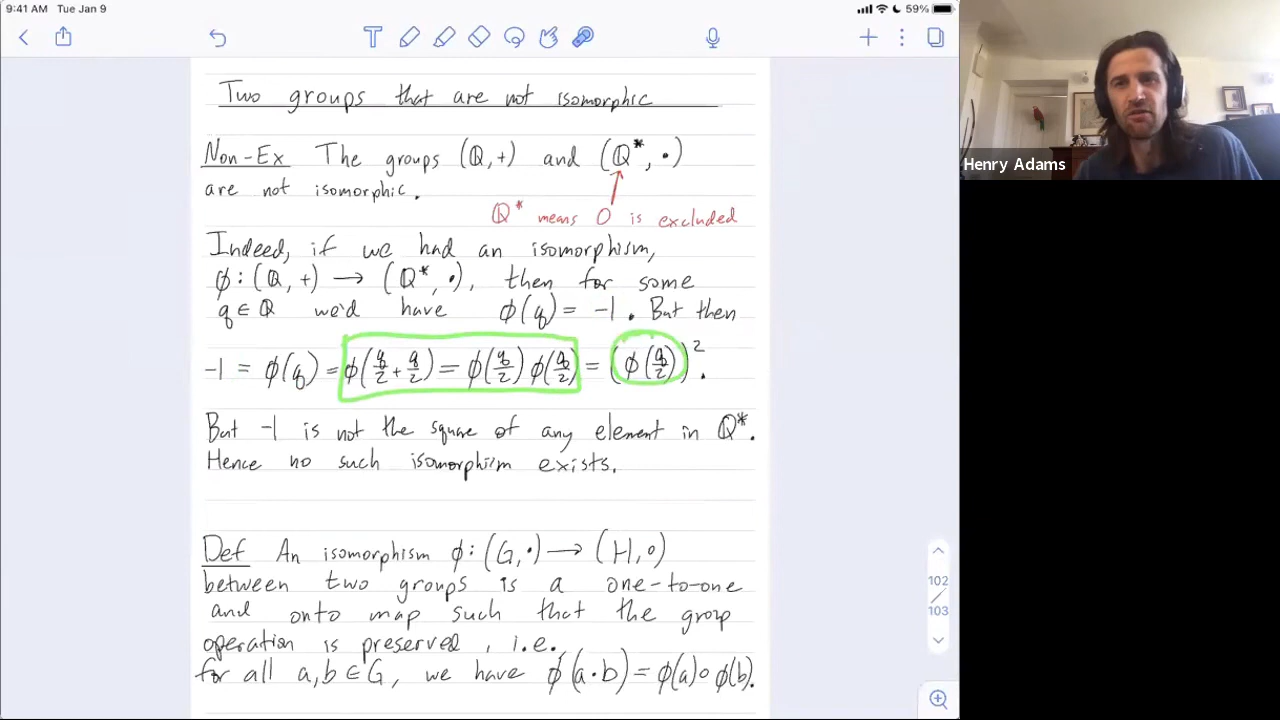 9:41 AM Tue Jan 9
59%
Two groups that are not isomorphic
Non-Ex The groups (ℚ, +) and (ℚ*, •)
are not isomorphic.
ℚ* means 0 is excluded
Indeed, if we had an isomorphism,
ϕ: (ℚ, +) → (ℚ*, •), then for some
q ∈ ℚ we'd have ϕ(q) = -1. But then
-1 = ϕ(q) = ϕ(q/2 + q/2) = ϕ(q/2) ϕ(q/2) = (ϕ(q/2))².
But -1 is not the square of any element in ℚ*.
Hence no such isomorphism exists.
Def An isomorphism ϕ: (G, •) → (H, ∘)
between two groups is a one-to-one
and onto map such that the group
operation is preserved, i.e.
for all a, b ∈ G, we have ϕ(a • b) = ϕ(a) ∘ ϕ(b).
102
/
103
Henry Adams